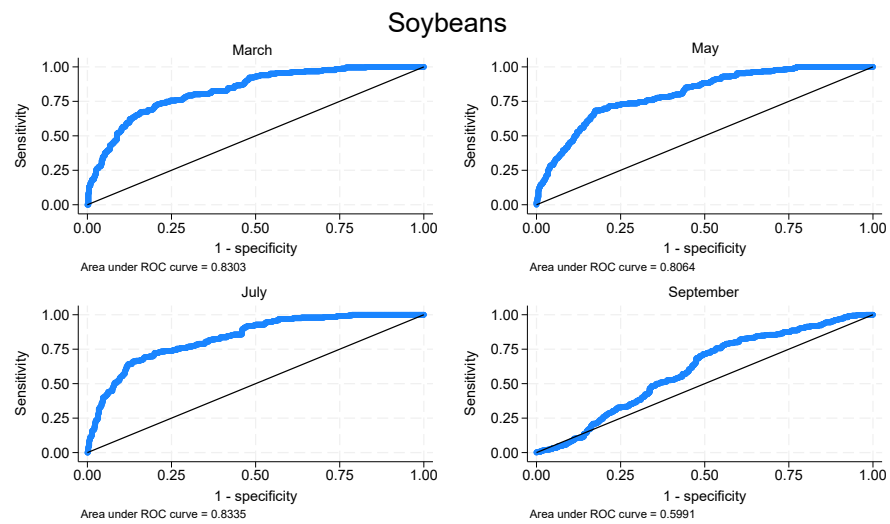 Soybeans
March
1.00
0.75
0.50
0.25
0.00
Sensitivity
0.00 0.25 0.50 0.75 1.00
1 - specificity
Area under ROC curve = 0.8303
May
1.00
0.75
0.50
0.25
0.00
Sensitivity
0.00 0.25 0.50 0.75 1.00
1 - specificity
Area under ROC curve = 0.8064
July
1.00
0.75
0.50
0.25
0.00
Sensitivity
0.00 0.25 0.50 0.75 1.00
1 - specificity
Area under ROC curve = 0.8335
September
1.00
0.75
0.50
0.25
0.00
Sensitivity
0.00 0.25 0.50 0.75 1.00
1 - specificity
Area under ROC curve = 0.5991